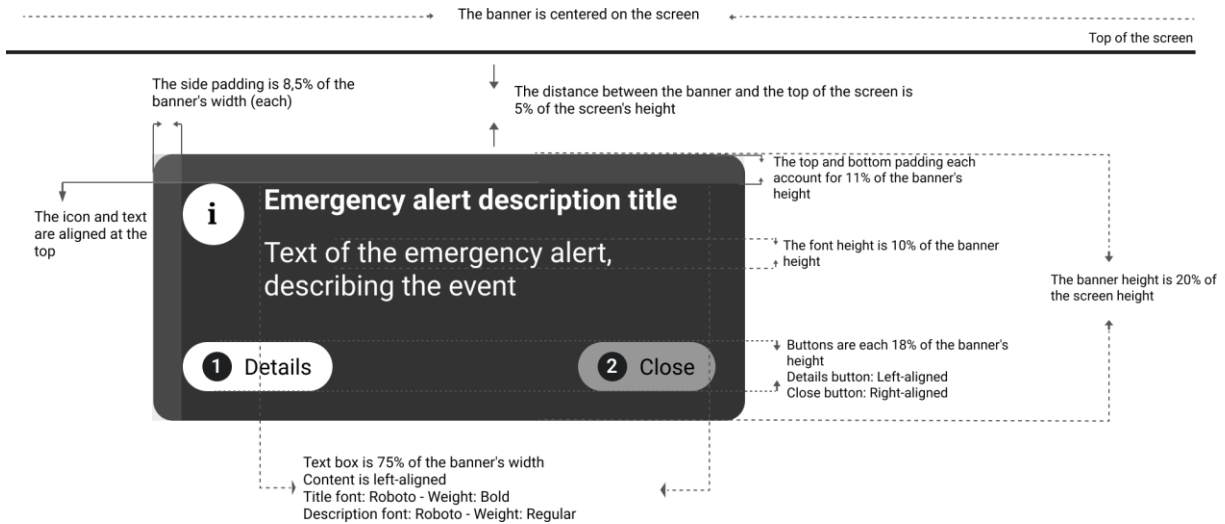 The banner is centered on the screen
Top of the screen
The side padding is 8,5% of the
banner's width (each)
The distance between the banner and the top of the screen is
5% of the screen's height
The top and bottom padding each
account for 11% of the banner's
height
The icon and text
are aligned at the
top
i
Emergency alert description title
Text of the emergency alert,
describing the event
The font height is 10% of the banner
height
The banner height is 20% of
the screen height
1 Details
2 Close
Buttons are each 18% of the banner's
height
Details button: Left-aligned
Close button: Right-aligned
Text box is 75% of the banner's width
Content is left-aligned
Title font: Roboto - Weight: Bold
Description font: Roboto - Weight: Regular